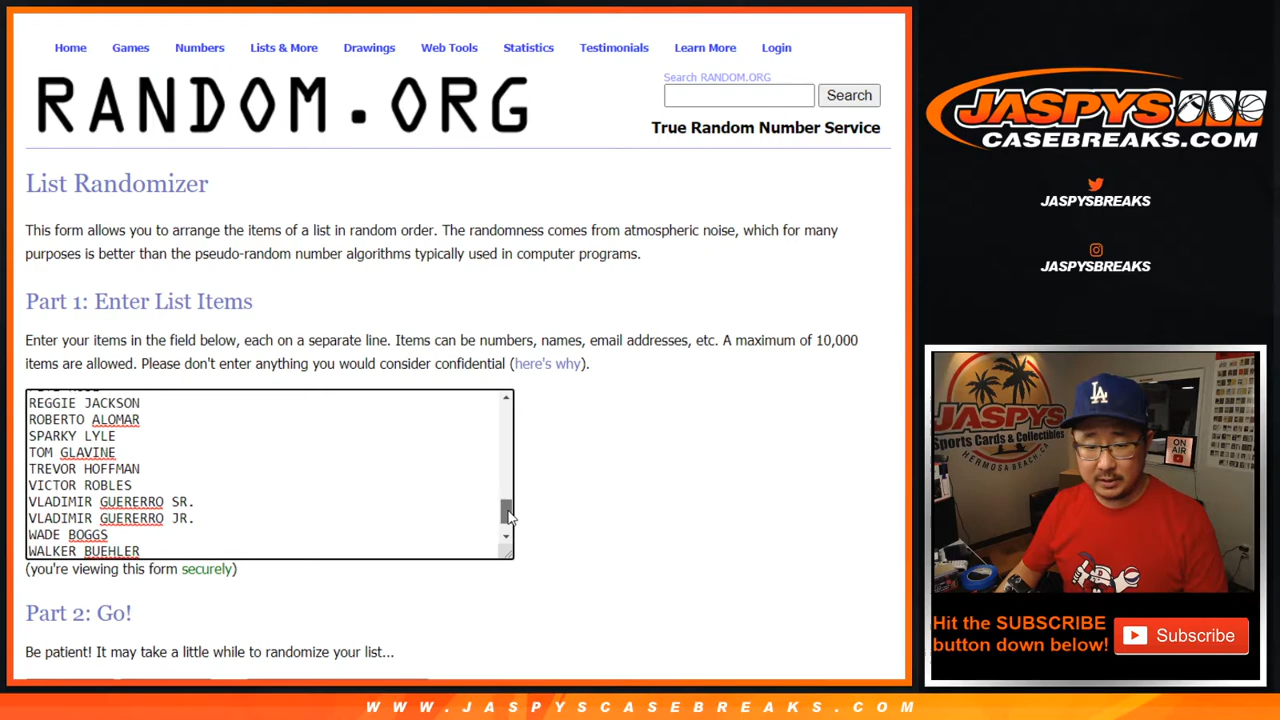 Home Games Numbers Lists & More Drawings Web Tools Statistics Testimonials Learn More Login
RANDOM.ORG
Search RANDOM.ORG
Search
True Random Number Service
List Randomizer
This form allows you to arrange the items of a list in random order. The randomness comes from atmospheric noise, which for many
purposes is better than the pseudo-random number algorithms typically used in computer programs.
Part 1: Enter List Items
Enter your items in the field below, each on a separate line. Items can be numbers, names, email addresses, etc. A maximum of 10,000
items are allowed. Please don't enter anything you would consider confidential (here's why).
REGGIE JACKSON
ROBERTO ALOMAR
SPARKY LYLE
TOM GLAVINE
TREVOR HOFFMAN
VICTOR ROBLES
VLADIMIR GUERERRO SR.
VLADIMIR GUERERRO JR.
WADE BOGGS
WALKER BUEHLER
(you're viewing this form securely)
Part 2: Go!
Be patient! It may take a little while to randomize your list...
JASPYS
CASEBREAKS.COM
JASPYSBREAKS
JASPYSBREAKS
JASPYS
Sports Cards & Collectibles
HERMOSA BEACH, CA
ON
AIR
LA
Hit the SUBSCRIBE
button down below!
Subscribe
WWW.JASPYSCASEBREAKS.COM